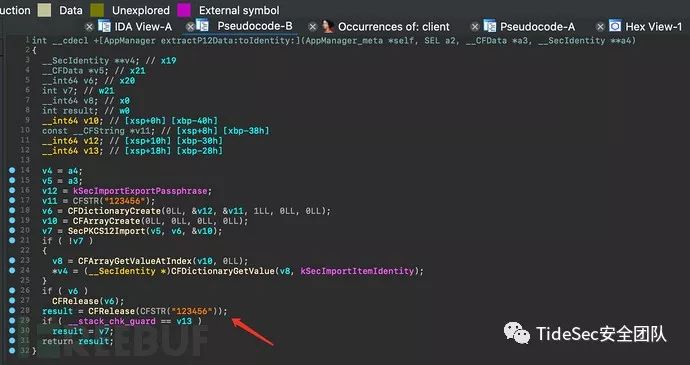 uction Data Unexplored External symbol
IDA View-A Pseudocode-B Occurrences of: client Pseudocode-A Hex View-1
1 int __cdecl +[AppManager extractP12Data:toIdentity:](AppManager_meta *self, SEL a2, __CFData *a3, __SecIdentity **a4)
2 {
3 __SecIdentity **v4; // x19
4 __CFData *v5; // x21
5 __int64 v6; // x20
6 int v7; // w21
7 __int64 v8; // x0
8 int result; // w0
9 __int64 v10; // [xsp+0h] [xbp-40h]
10 const __CFString *v11; // [xsp+8h] [xbp-38h]
11 __int64 v12; // [xsp+10h] [xbp-30h]
12 __int64 v13; // [xsp+18h] [xbp-28h]
13
14 v4 = a4;
15 v5 = a3;
16 v12 = kSecImportExportPassphrase;
17 v11 = CFSTR("123456");
18 v6 = CFDictionaryCreate(0LL, &v12, &v11, 1LL, 0LL, 0LL);
19 v10 = CFArrayCreate(0LL, 0LL, 0LL, 0LL);
20 v7 = SecPKCS12Import(v5, v6, &v10);
21 if ( !v7 )
22 {
23 v8 = CFArrayGetValueAtIndex(v10, 0LL);
24 *v4 = (__SecIdentity *)CFDictionaryGetValue(v8, kSecImportItemIdentity);
25 }
26 if ( v6 )
27 CFRelease(v6);
28 result = CFRelease(CFSTR("123456"));
29 if ( __stack_chk_guard == v13 )
30 result = v7;
31 return result;
32 }
TideSec安全团队